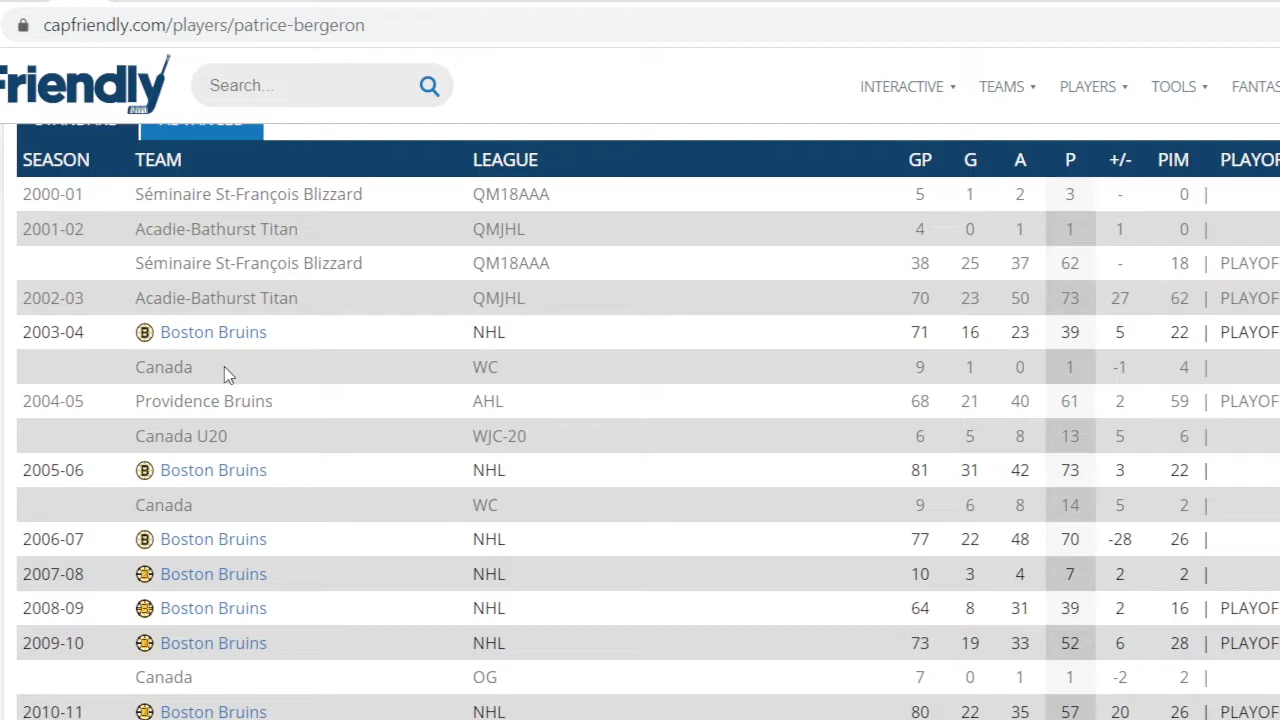 capfriendly.com/players/patrice-bergeron
Friendly Search... INTERACTIVE TEAMS PLAYERS TOOLS FANTAS
SEASON TEAM LEAGUE GP G A P +/- PIM PLAYOF
2000-01 Séminaire St-François Blizzard QM18AAA 5 1 2 3 - 0 |
2001-02 Acadie-Bathurst Titan QMJHL 4 0 1 1 1 0 |
Séminaire St-François Blizzard QM18AAA 38 25 37 62 - 18 | PLAYOF
2002-03 Acadie-Bathurst Titan QMJHL 70 23 50 73 27 62 | PLAYOF
2003-04 B Boston Bruins NHL 71 16 23 39 5 22 | PLAYOF
Canada WC 9 1 0 1 -1 4 |
2004-05 Providence Bruins AHL 68 21 40 61 2 59 | PLAYOF
Canada U20 WJC-20 6 5 8 13 5 6 |
2005-06 B Boston Bruins NHL 81 31 42 73 3 22 |
Canada WC 9 6 8 14 5 2 |
2006-07 B Boston Bruins NHL 77 22 48 70 -28 26 |
2007-08 B Boston Bruins NHL 10 3 4 7 2 2 |
2008-09 B Boston Bruins NHL 64 8 31 39 2 16 | PLAYOF
2009-10 B Boston Bruins NHL 73 19 33 52 6 28 | PLAYOF
Canada OG 7 0 1 1 -2 2 |
2010-11 B Boston Bruins NHL 80 22 35 57 20 26 | PLAYOF